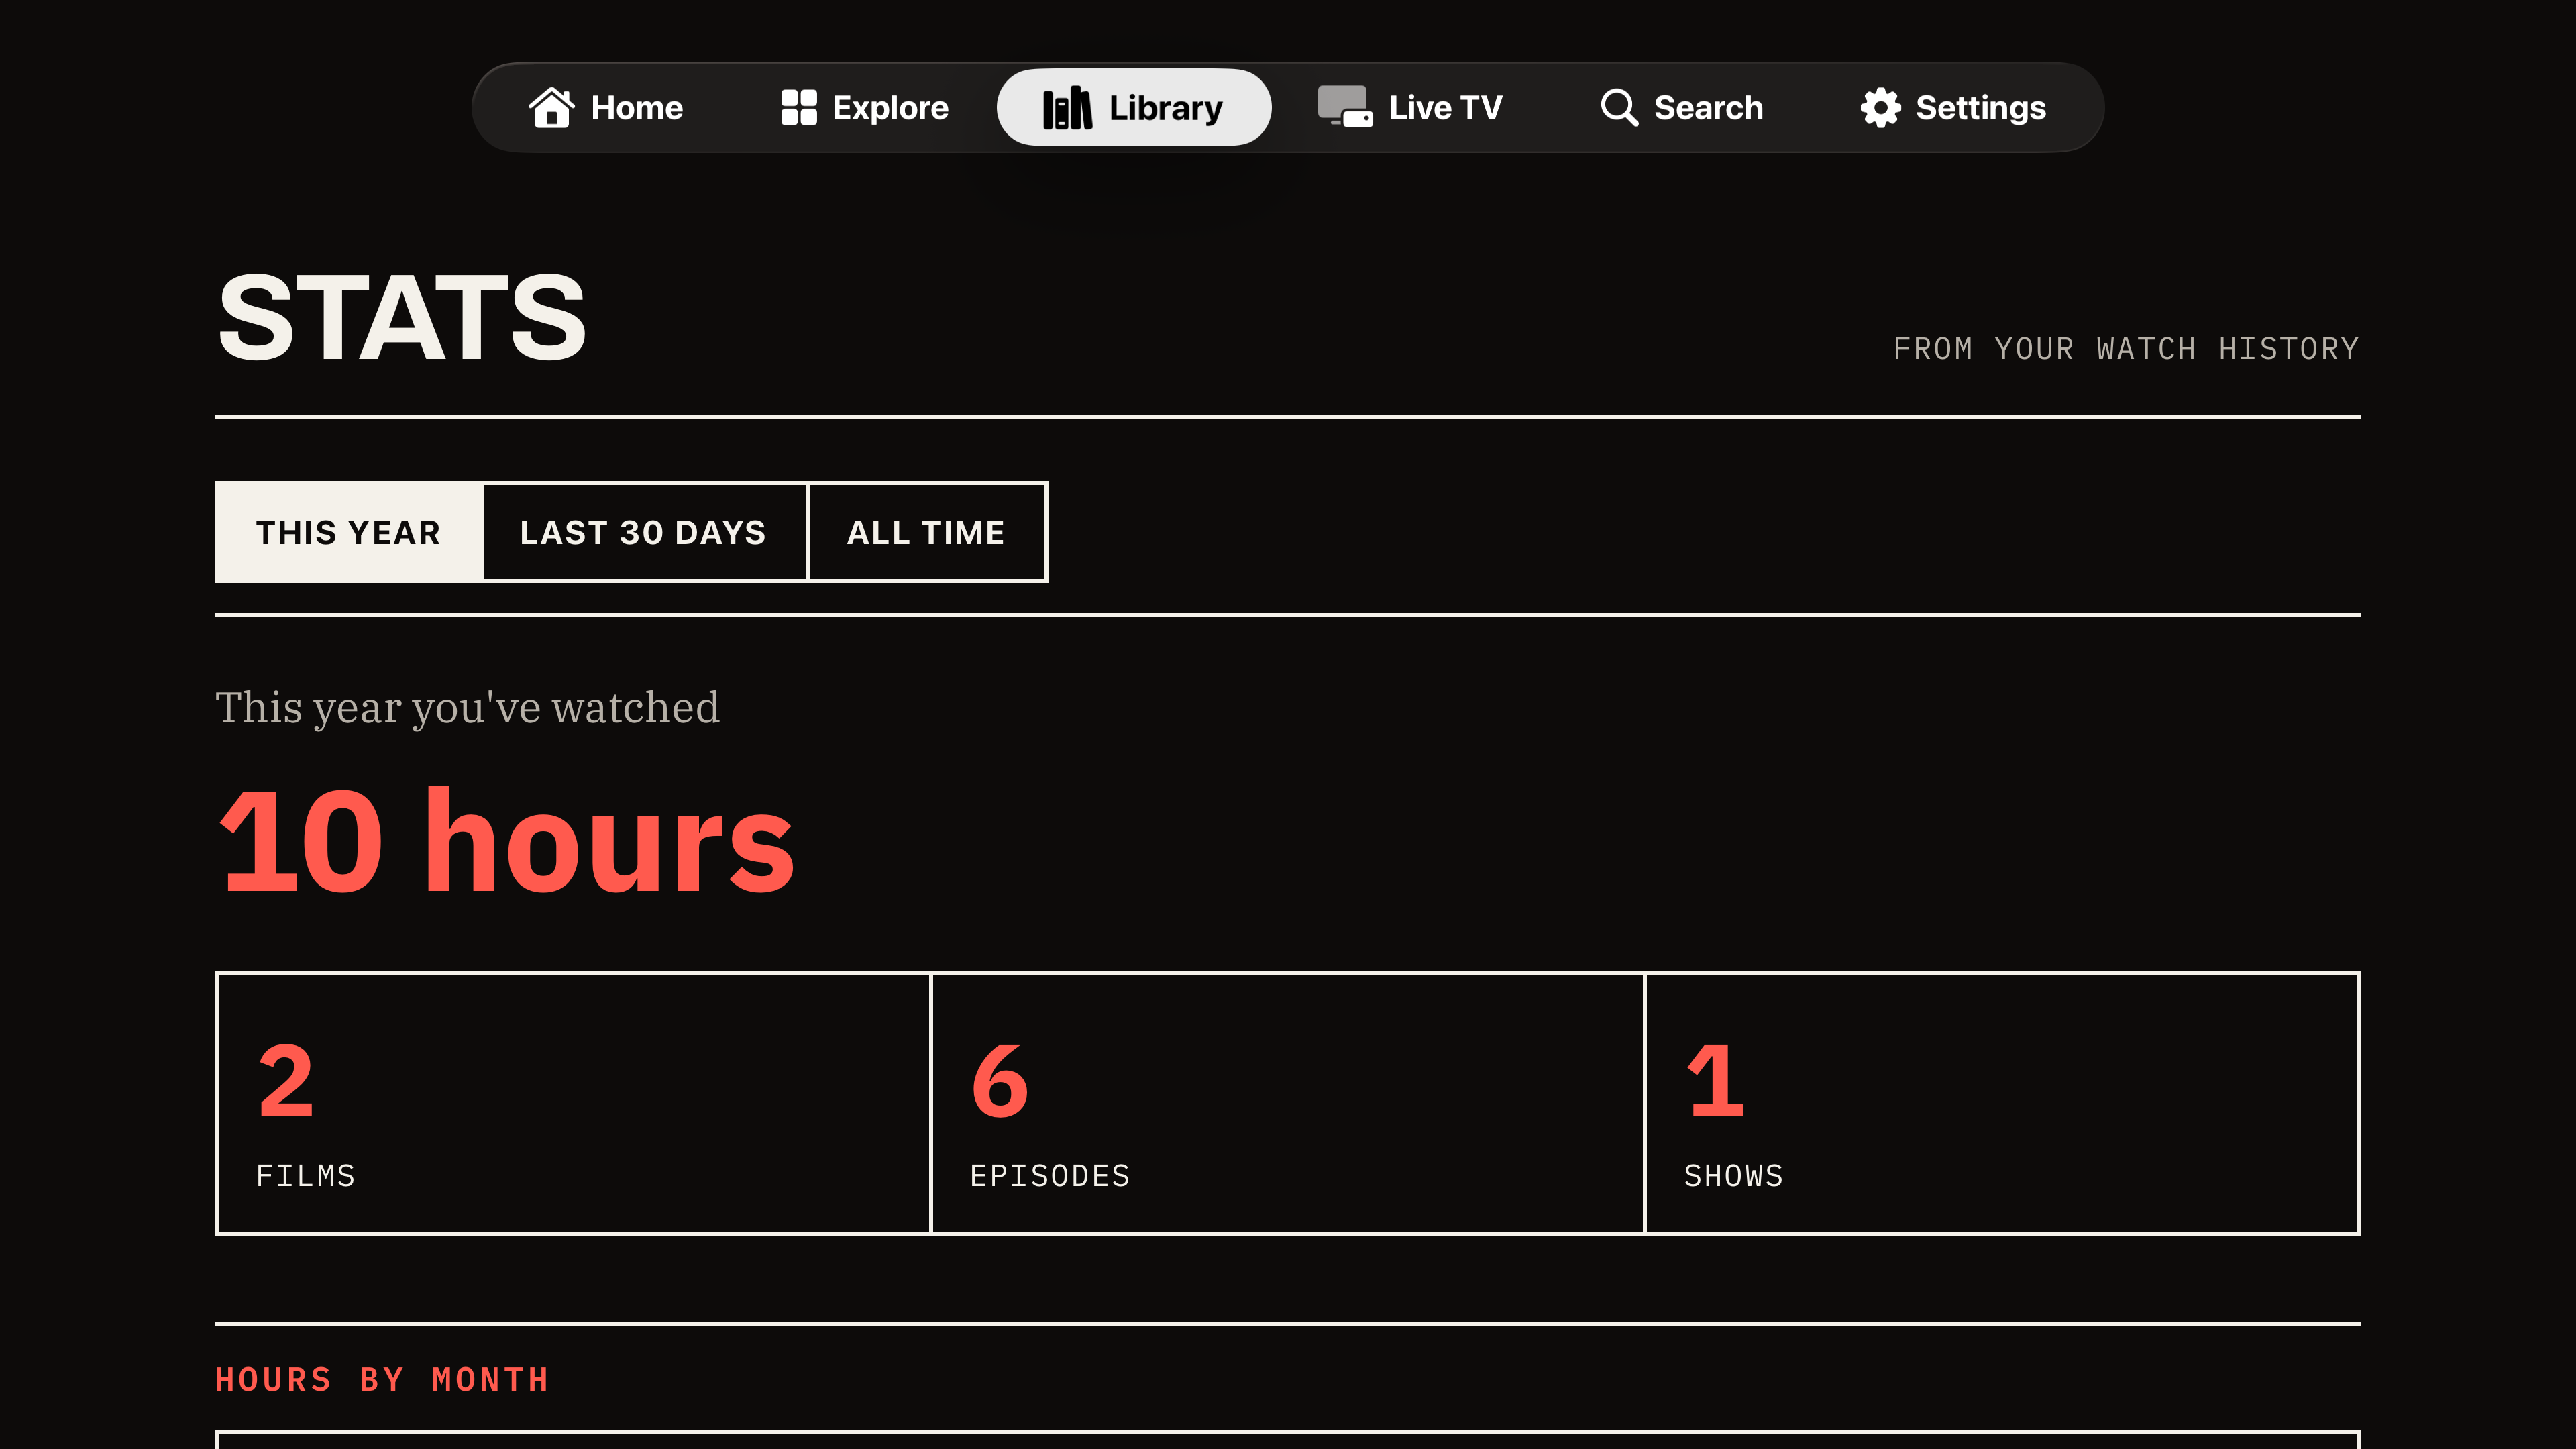 Home Explore Library Live TV Search Settings
STATS
FROM YOUR WATCH HISTORY
THIS YEAR LAST 30 DAYS ALL TIME
This year you've watched
10 hours
2 6 1
FILMS EPISODES SHOWS
HOURS BY MONTH